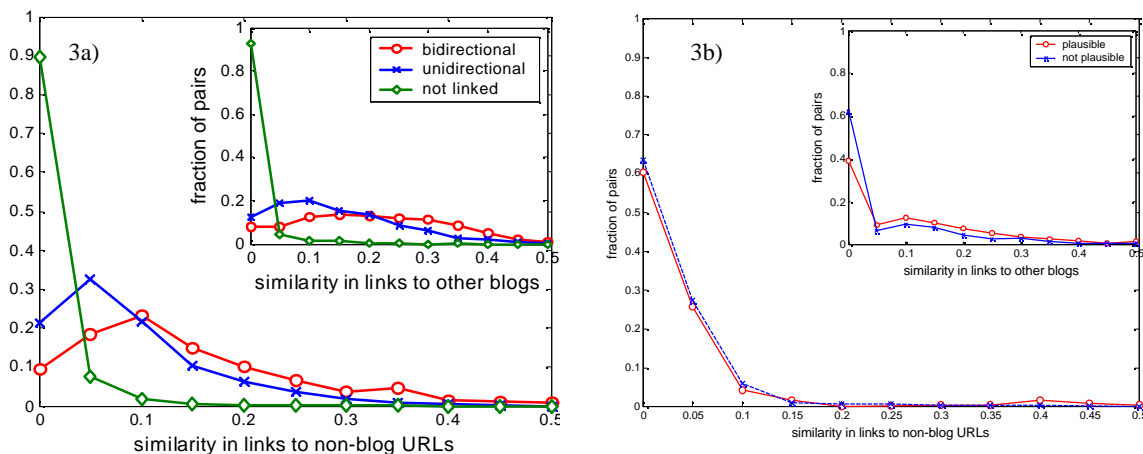 3a)
1
0.9
0.8
0.7
0.6
0.5
0.4
0.3
0.2
0.1
0
0 0.1 0.2 0.3 0.4 0.5
similarity in links to non-blog URLs
fraction of pairs
1
0.8
0.6
0.4
0.2
0
0 0.1 0.2 0.3 0.4 0.5
similarity in links to other blogs
bidirectional
unidirectional
not linked
3b)
1
0.9
0.8
0.7
0.6
0.5
0.4
0.3
0.2
0.1
0
fraction of pairs
0.05 0.1 0.15 0.2 0.25 0.3 0.35 0.4 0.45 0.5
similarity in links to non-blog URLs
fraction of pairs
1
0.8
0.6
0.4
0.2
0
0 0.1 0.2 0.3 0.4 0.5
similarity in links to other blogs
plausible
not plausible